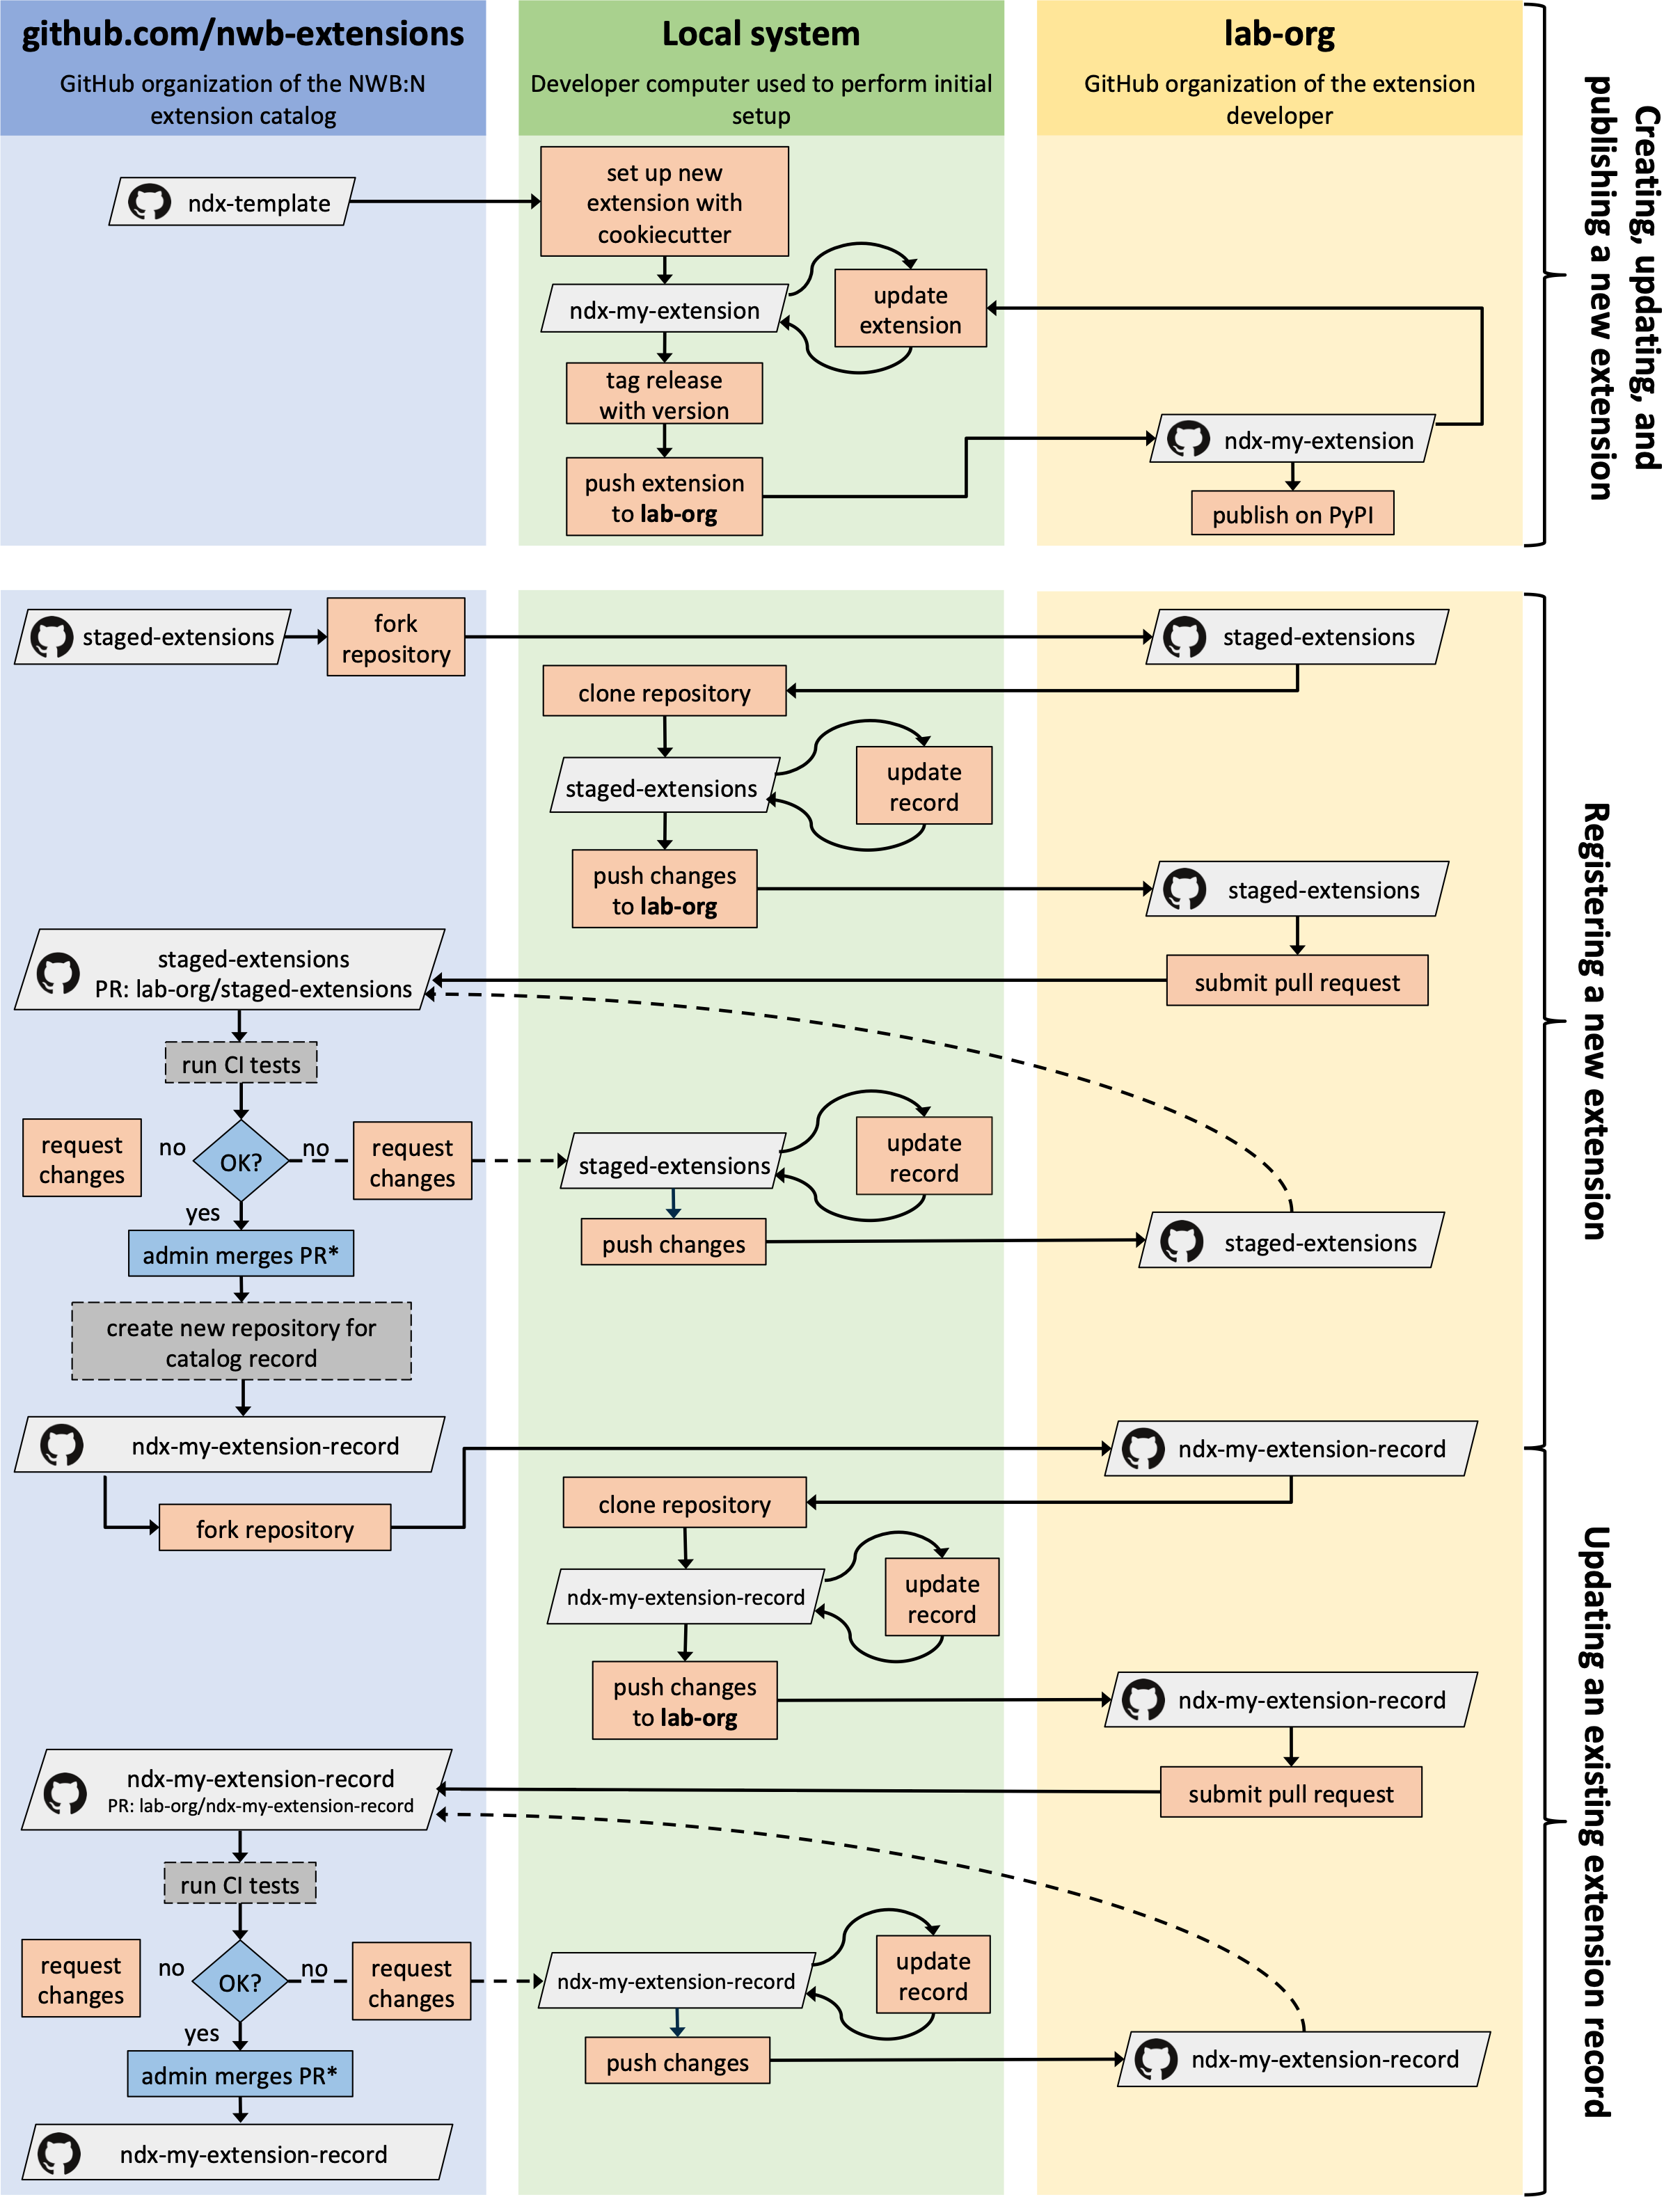 github.com/nwb-extensions
GitHub organization of the NWB:N
extension catalog
Local system
Developer computer used to perform initial
setup
lab-org
GitHub organization of the extension
developer
Creating, updating, and
publishing a new extension
ndx-template
set up new
extension with
cookiecutter
ndx-my-extension
update
extension
tag release
with version
push extension
to lab-org
ndx-my-extension
publish on PyPI
Registering a new extension
staged-extensions
fork
repository
staged-extensions
clone repository
staged-extensions
update
record
push changes
to lab-org
staged-extensions
submit pull request
staged-extensions
PR: lab-org/staged-extensions
run CI tests
request
changes
no
OK?
no
request
changes
yes
staged-extensions
update
record
push changes
staged-extensions
admin merges PR*
create new repository for
catalog record
ndx-my-extension-record
fork repository
Updating an existing extension record
ndx-my-extension-record
clone repository
ndx-my-extension-record
update
record
push changes
to lab-org
ndx-my-extension-record
submit pull request
ndx-my-extension-record
PR: lab-org/ndx-my-extension-record
run CI tests
request
changes
no
OK?
no
request
changes
yes
ndx-my-extension-record
update
record
push changes
ndx-my-extension-record
admin merges PR*
ndx-my-extension-record